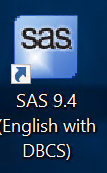 sas
SAS 9.4
(English with
DBCS)